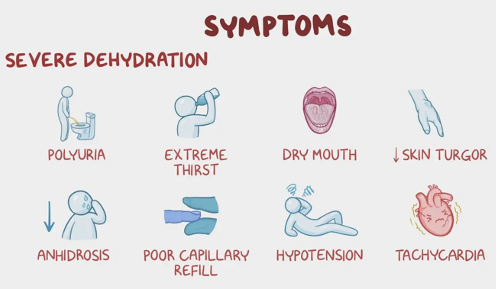 SYMPTOMS
SEVERE DEHYDRATION
POLYURIA
EXTREME
THIRST
DRY MOUTH
↓ SKIN TURGOR
ANHIDROSIS
POOR CAPILLARY
REFILL
HYPOTENSION
TACHYCARDIA